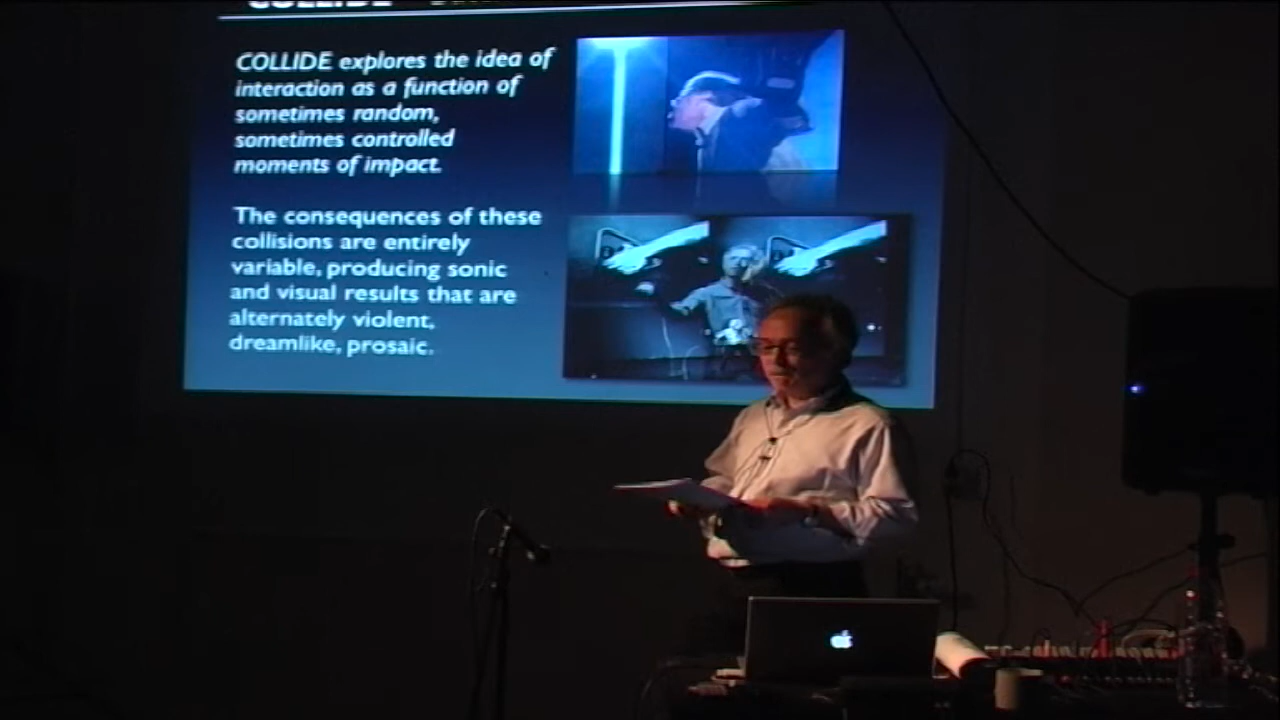 COLLIDE
COLLIDE explores the idea of
interaction as a function of
sometimes random,
sometimes controlled
moments of impact.
The consequences of these
collisions are entirely
variable, producing sonic
and visual results that are
alternately violent,
dreamlike, prosaic.